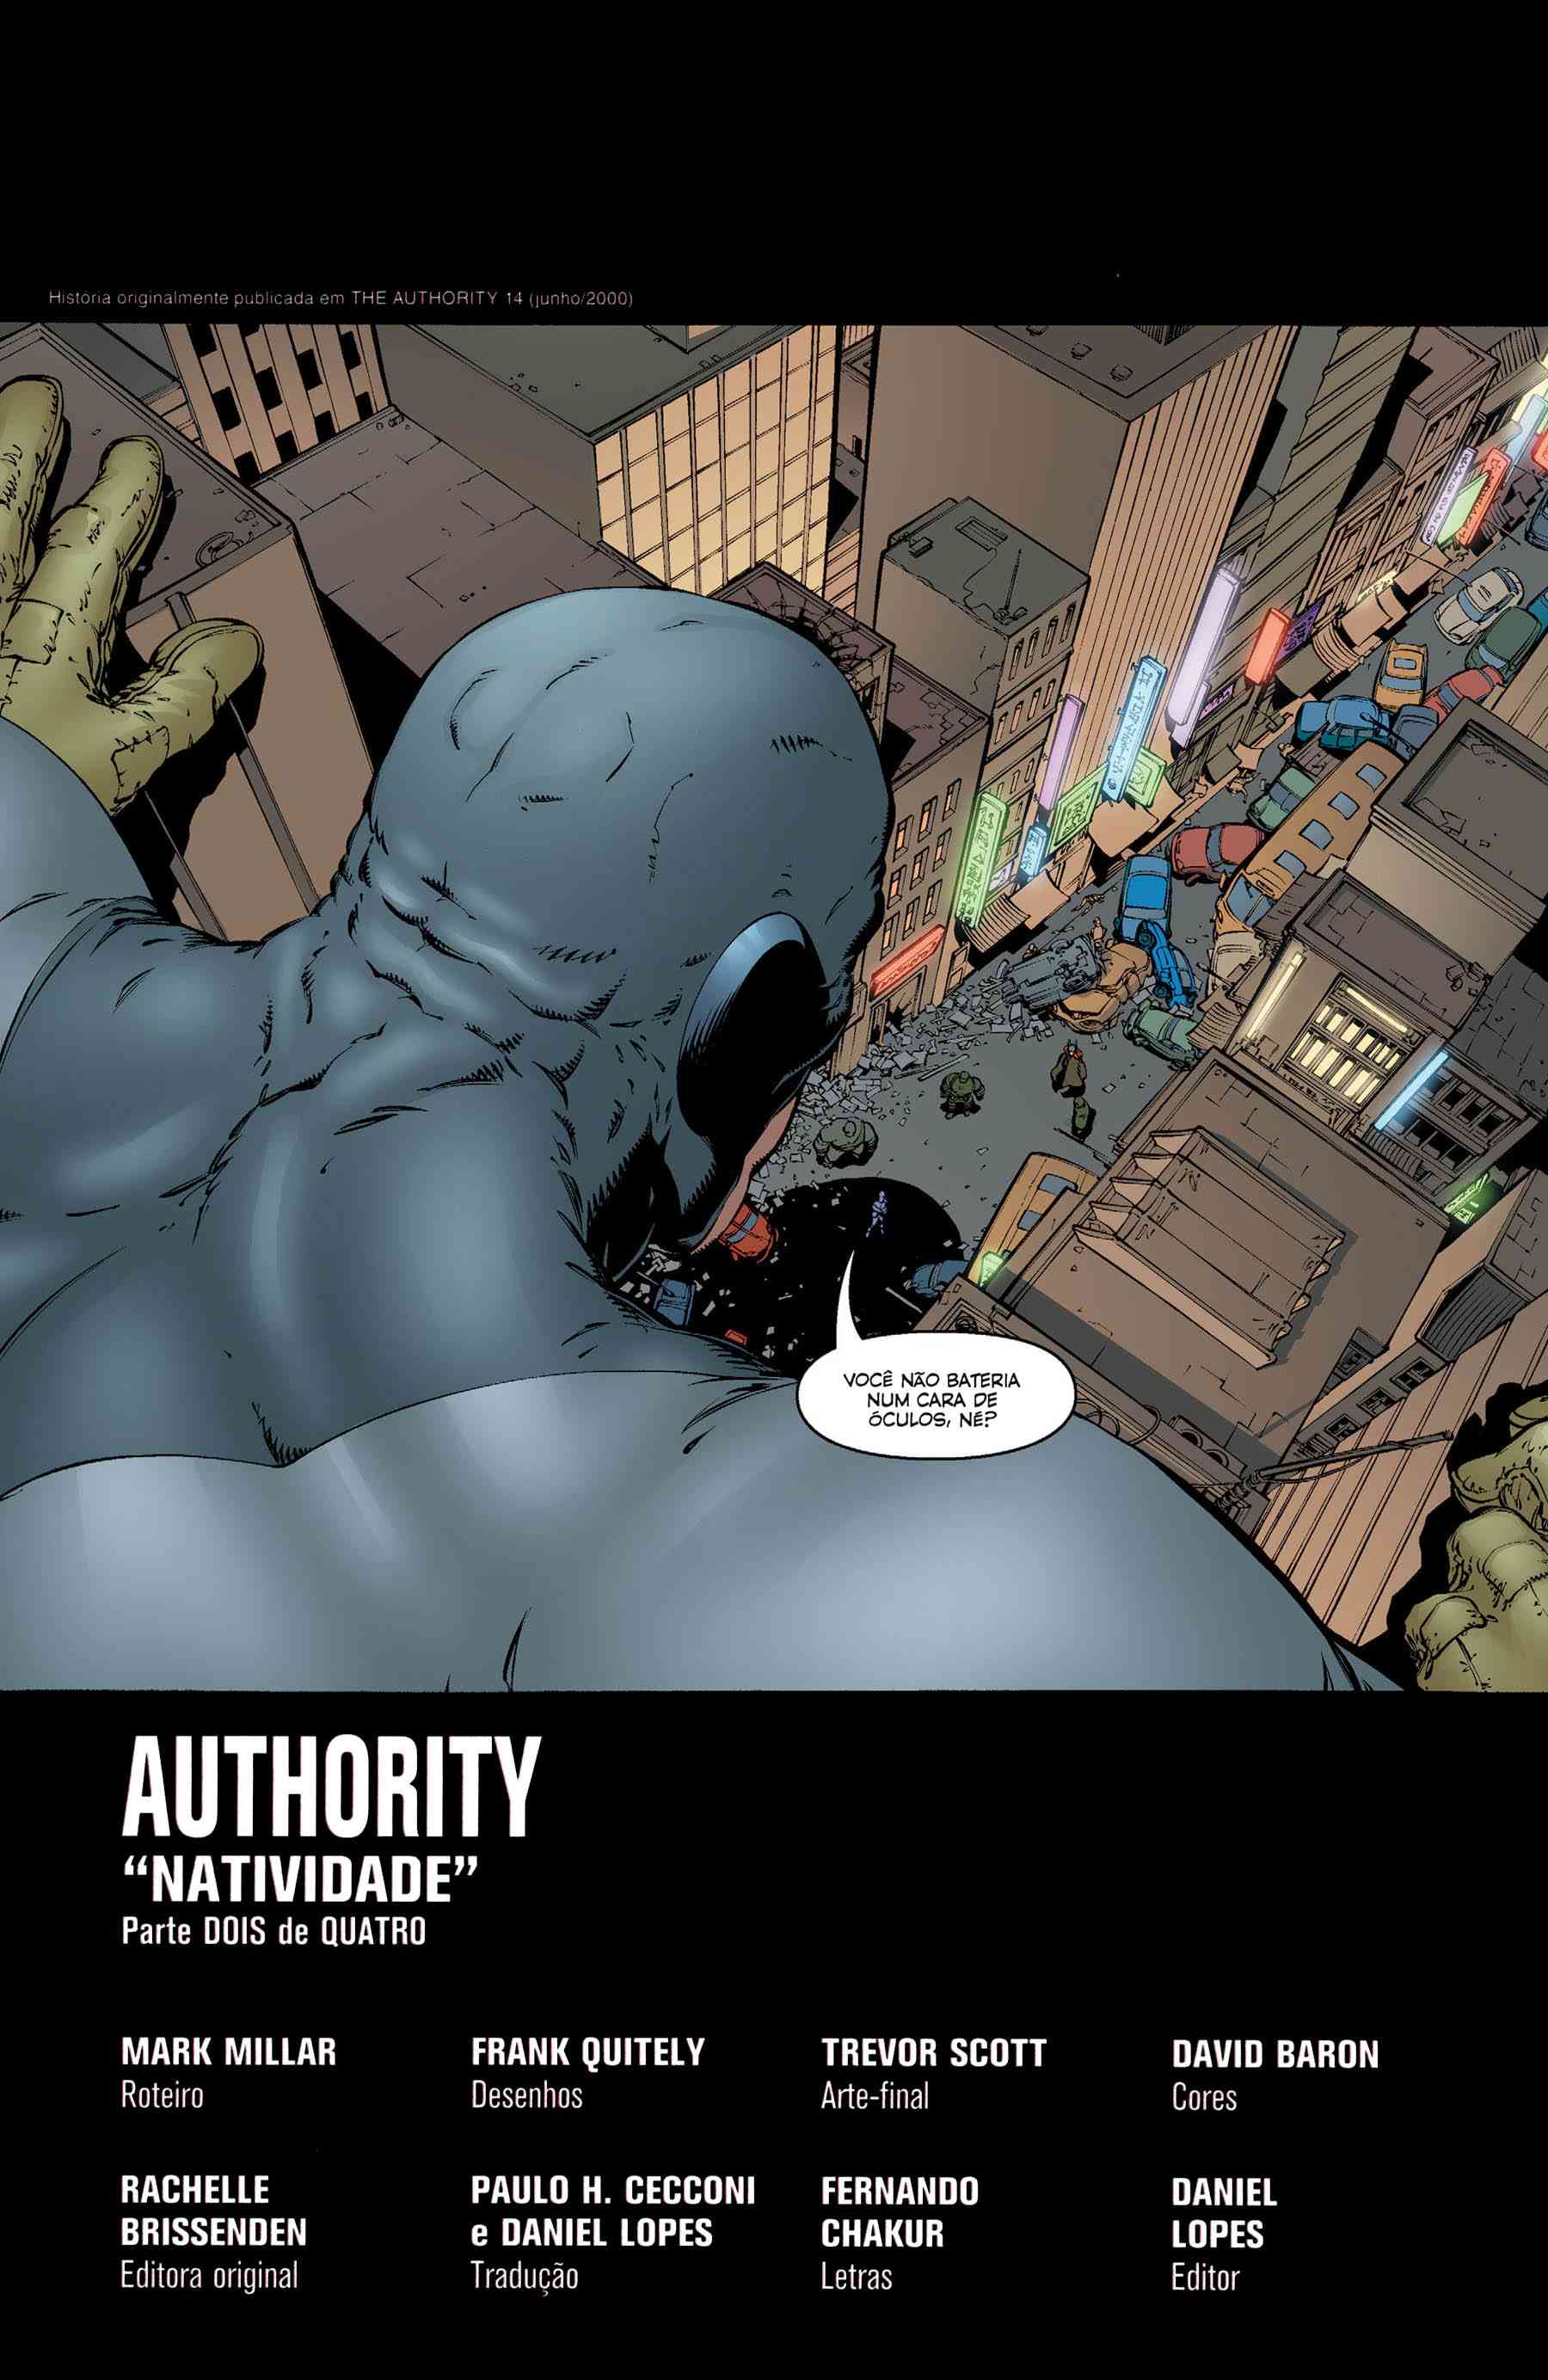 História originalmente publicada em THE AUTHORITY 14 (junho/2000)
VOCÊ NÃO BATERIA
NUM CARA DE
ÓCULOS, NÉ?
AUTHORITY
“NATIVIDADE”
Parte DOIS de QUATRO
MARK MILLAR
Roteiro
FRANK QUITELY
Desenhos
TREVOR SCOTT
Arte-final
DAVID BARON
Cores
RACHELLE
BRISSENDEN
Editora original
PAULO H. CECCONI
e DANIEL LOPES
Tradução
FERNANDO
CHAKUR
Letras
DANIEL
LOPES
Editor